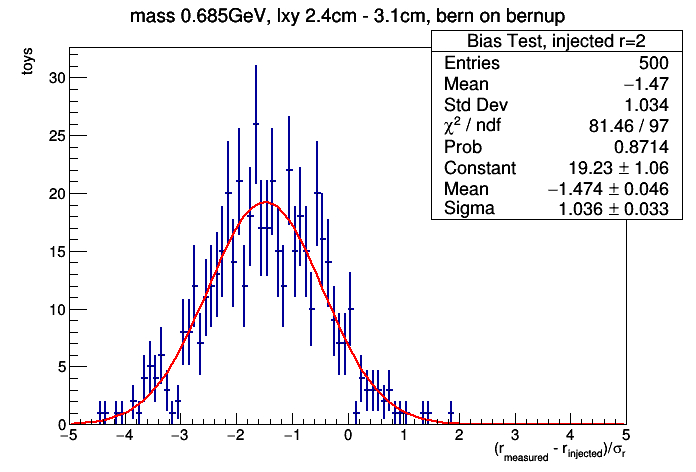 mass 0.685GeV, lxy 2.4cm - 3.1cm, bern on bernup
Bias Test, injected r=2
Entries 500
Mean −1.47
Std Dev 1.034
χ² / ndf 81.46 / 97
Prob 0.8714
Constant 19.23 ± 1.06
Mean −1.474 ± 0.046
Sigma 1.036 ± 0.033
toys
30
25
20
15
10
5
0
−5 −4 −3 −2 −1 0 1 2 3 4 5
(r_measured - r_injected)/σ_r